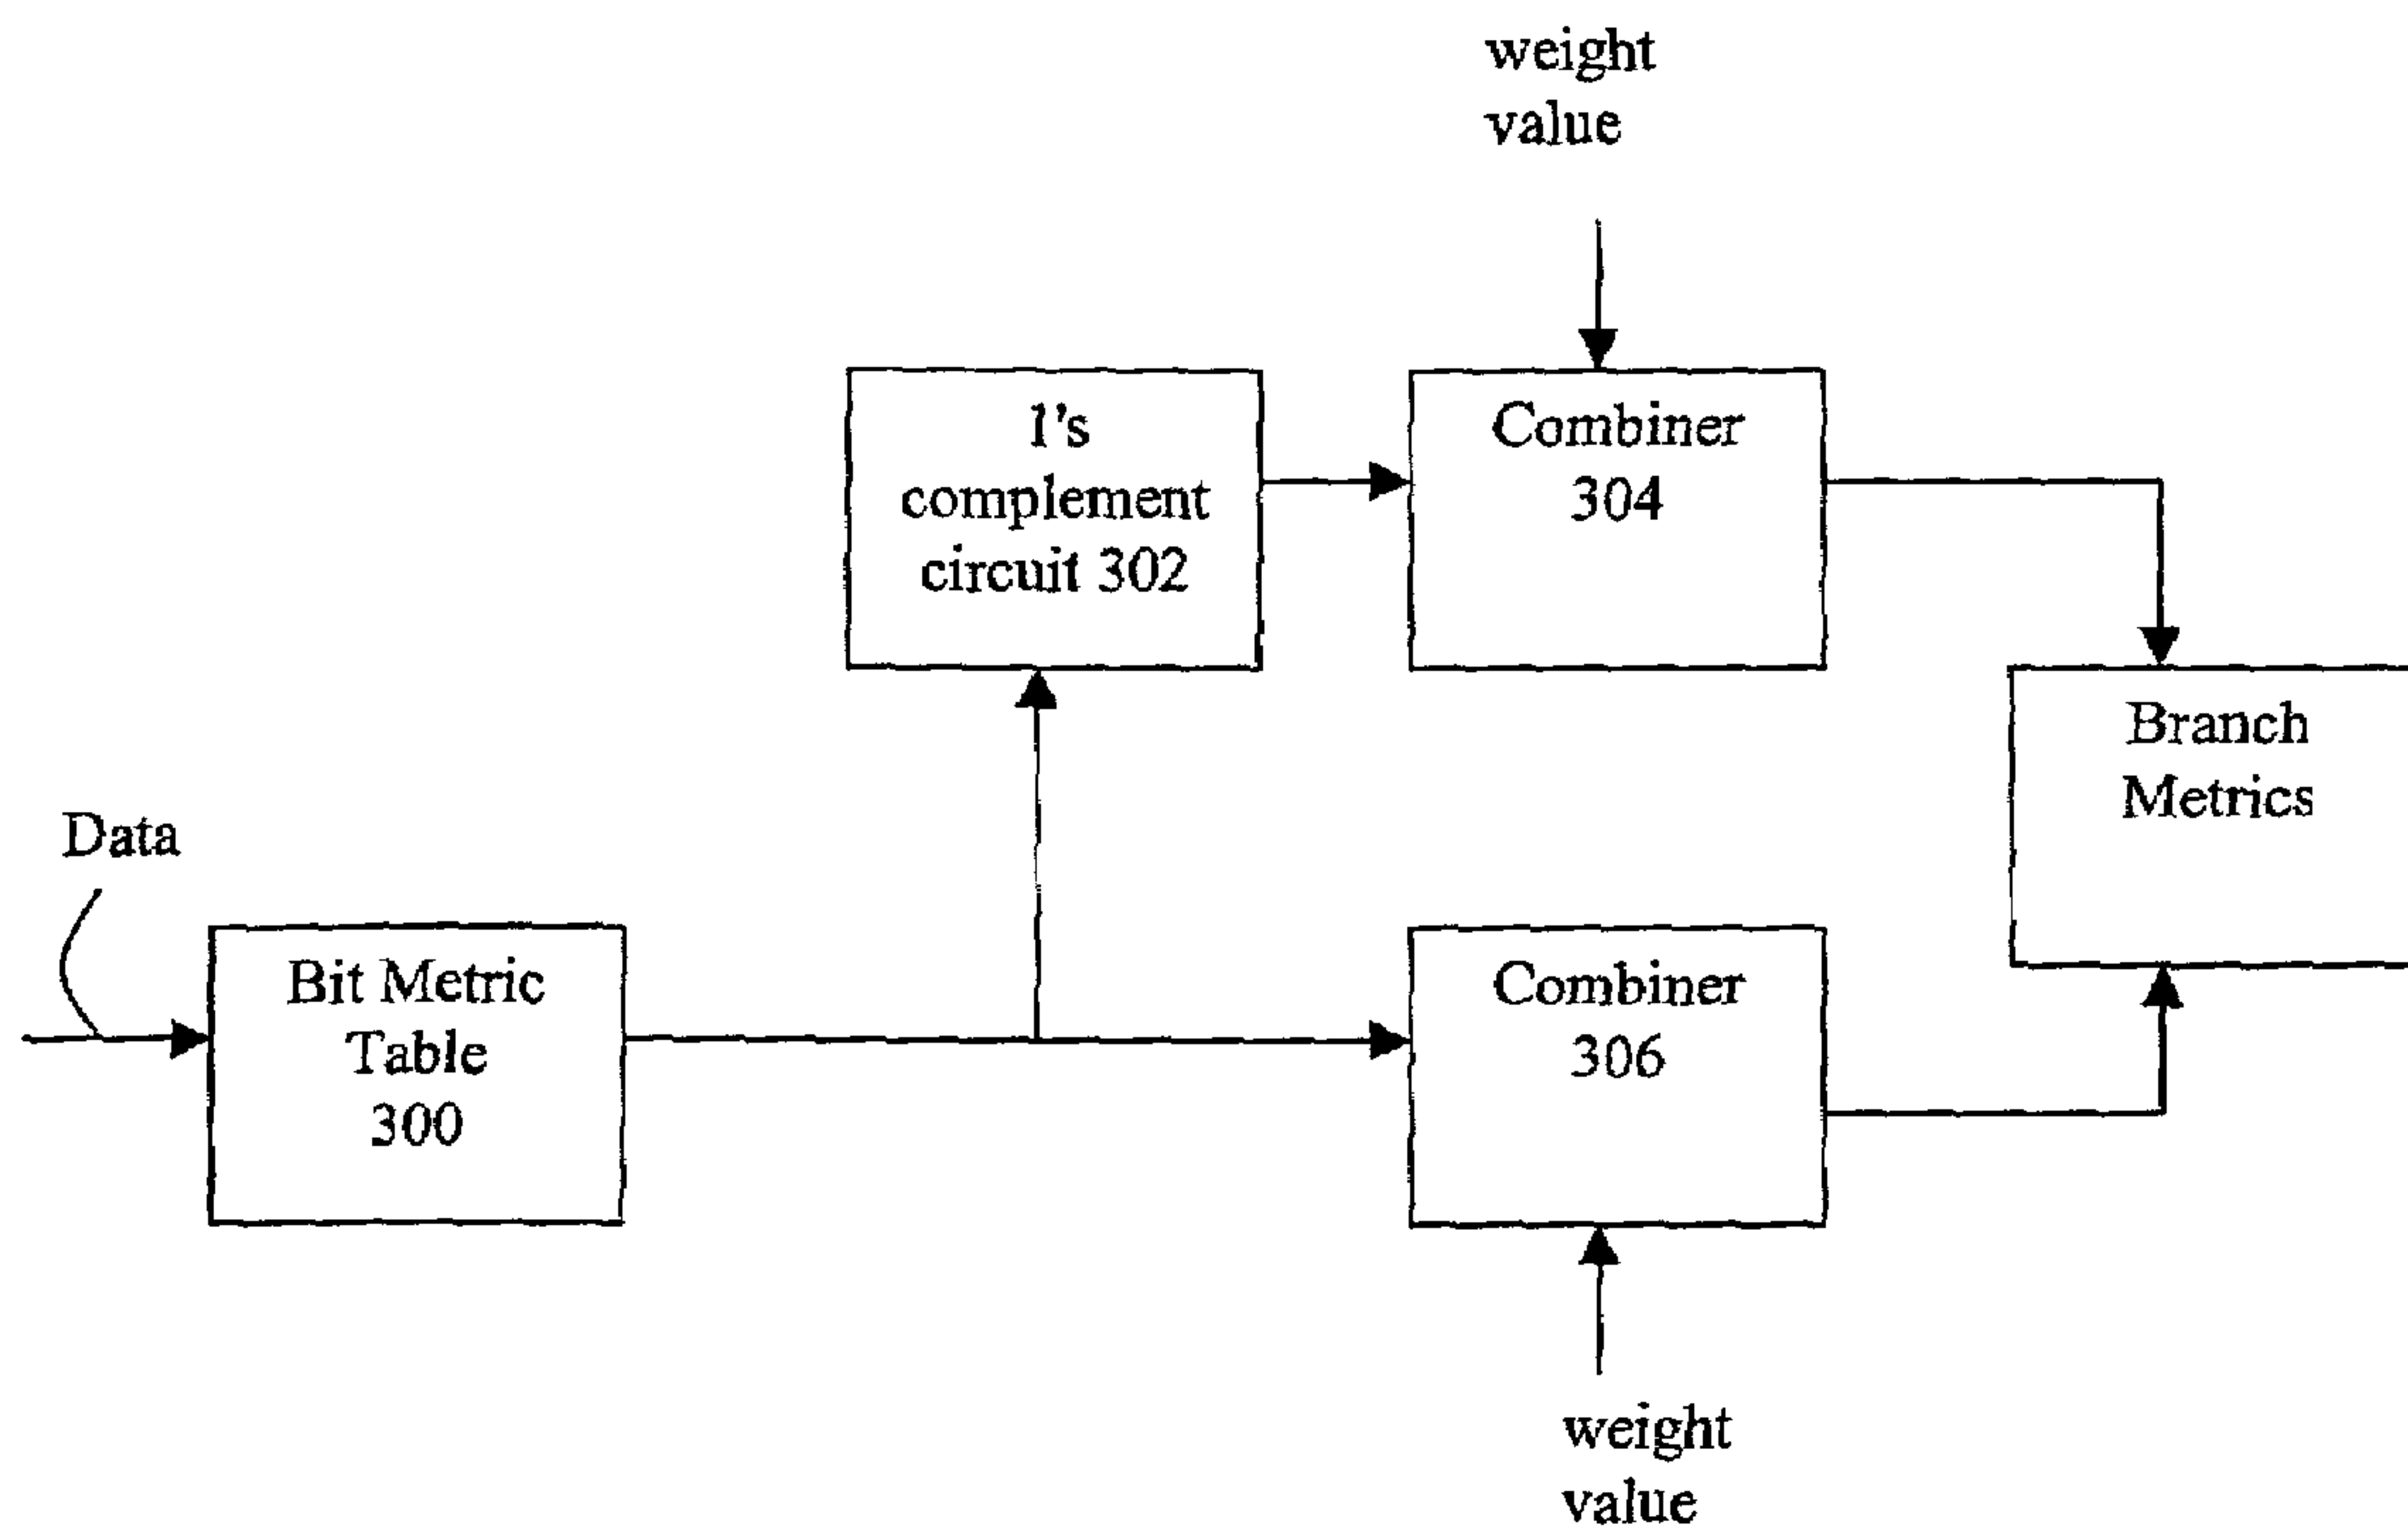 weight
value
1's
complement
circuit 302
Combiner
304
Branch
Metrics
Data
Bit Metric
Table
300
Combiner
306
weight
value